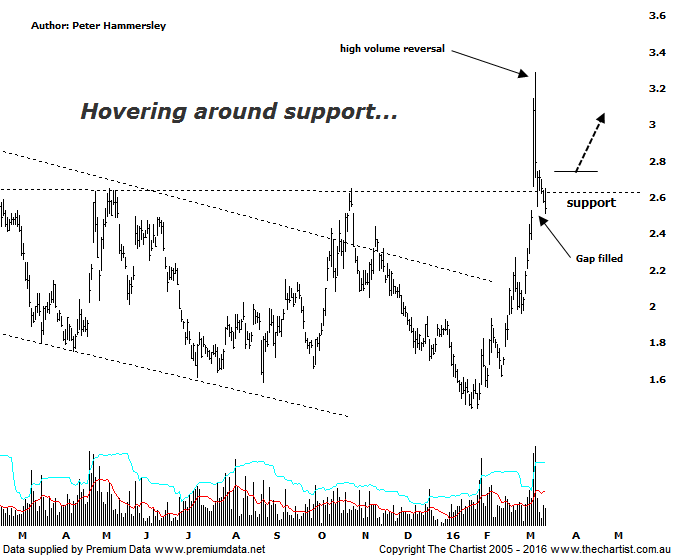 3.6
Author: Peter Hammersley
high volume reversal
3.4
3.2
Hovering around support...
3
2.8
2.6
support
2.4
Gap filled
2.2
2
1.8
1.6
M A M J J A S O N D 16 F M A M
Data supplied by Premium Data www.premiumdata.net
Copyright The Chartist 2005 - 2016 www.thechartist.com.au